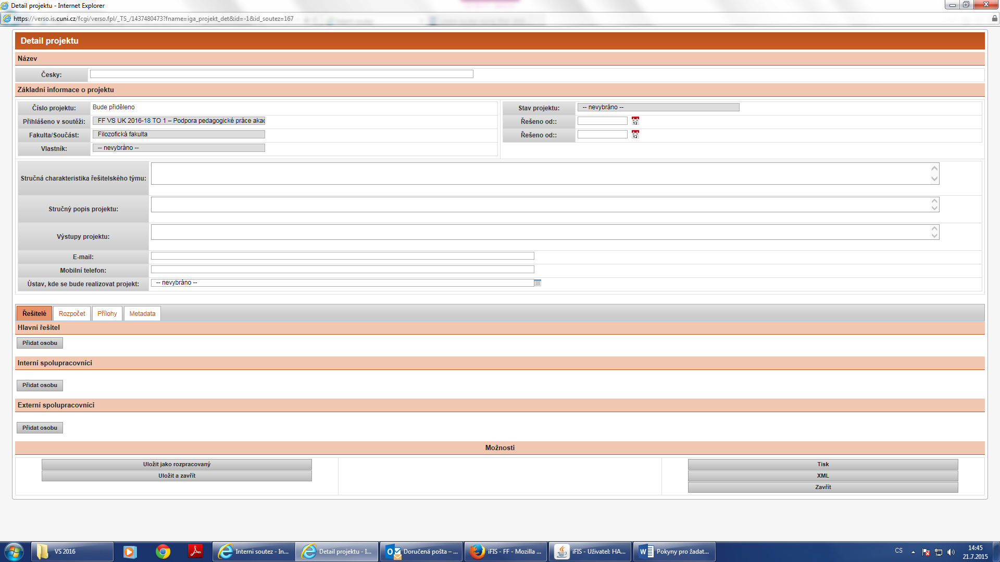 Detail projektu - Internet Explorer
https://verso.is.cuni.cz/fcgi/verso.fpl/_TS_/1437480473?fname=iga_projekt_det&id=-1&id_soutez=167
Detail projektu
Název
Česky:
Základní informace o projektu
Číslo projektu: Bude přiděleno
Stav projektu: -- nevybráno --
Přihlášeno v soutěži: FF VS UK 2016-18 TO 1 – Podpora pedagogické práce akad
Řešeno od::
12
Fakulta/Součást: Filozofická fakulta
Řešeno od::
12
Vlastník: -- nevybráno --
Stručná charakteristika řešitelského týmu:
Stručný popis projektu:
Výstupy projektu:
E-mail:
Mobilní telefon:
Ústav, kde se bude realizovat projekt: -- nevybráno --
Řešitelé Rozpočet Přílohy Metadata
Hlavní řešitel
Přidat osobu
Interní spolupracovníci
Přidat osobu
Externí spolupracovníci
Přidat osobu
Možnosti
Uložit jako rozpracovaný
Tisk
Uložit a zavřít
XML
Zavřít
VS 2016
Interni soutez - In...
Detail projektu - I...
Doručená pošta – ...
iFIS - FF - Mozilla ...
iFIS - Uživatel: HA...
Pokyny pro žadat...
CS
14:45
21.7.2015